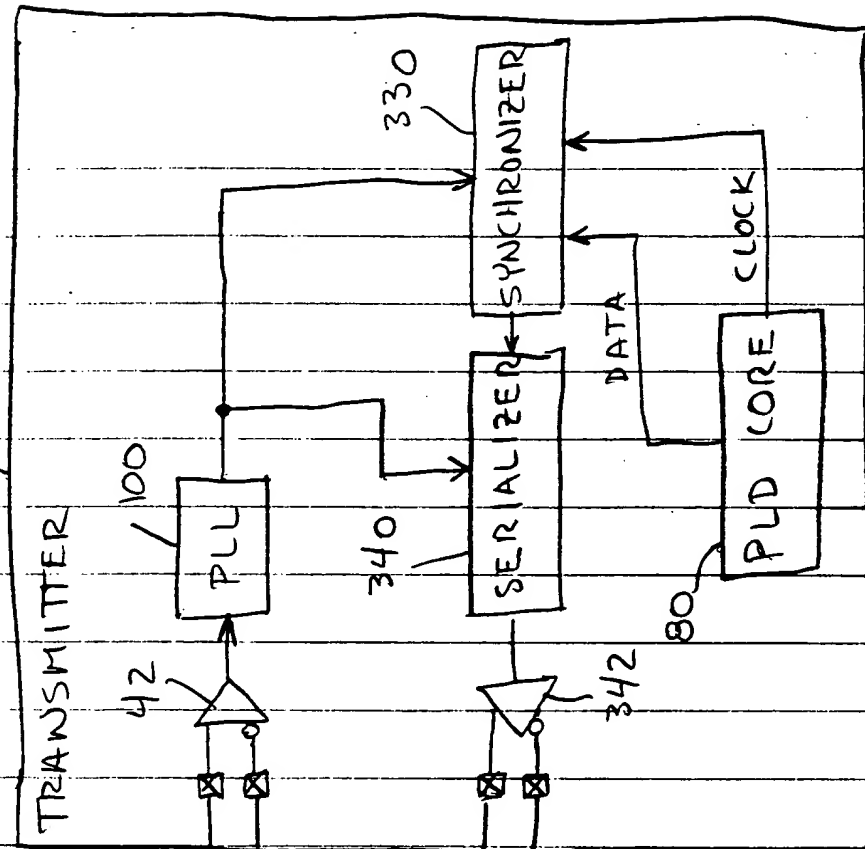 TRANSMITTER
42
PLL
100
342
340
SERIALIZER
SYNCHRONIZER
330
DATA
CLOCK
80
PLD CORE